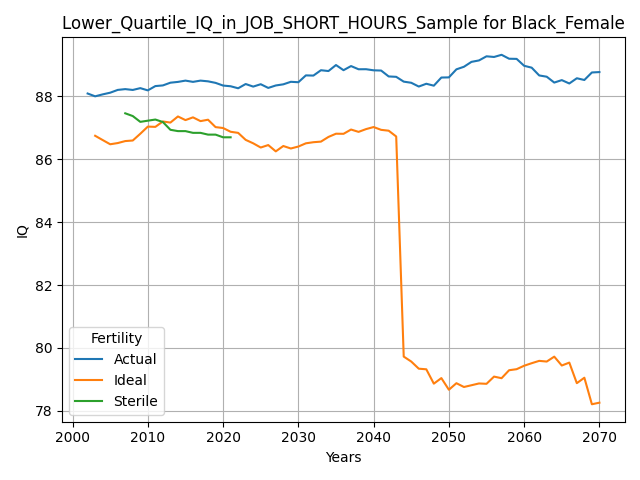 Lower_Quartile_IQ_in_JOB_SHORT_HOURS_Sample for Black_Female
88
86
84
82
80
78
IQ
Fertility
Actual
Ideal
Sterile
2000 2010 2020 2030 2040 2050 2060 2070
Years